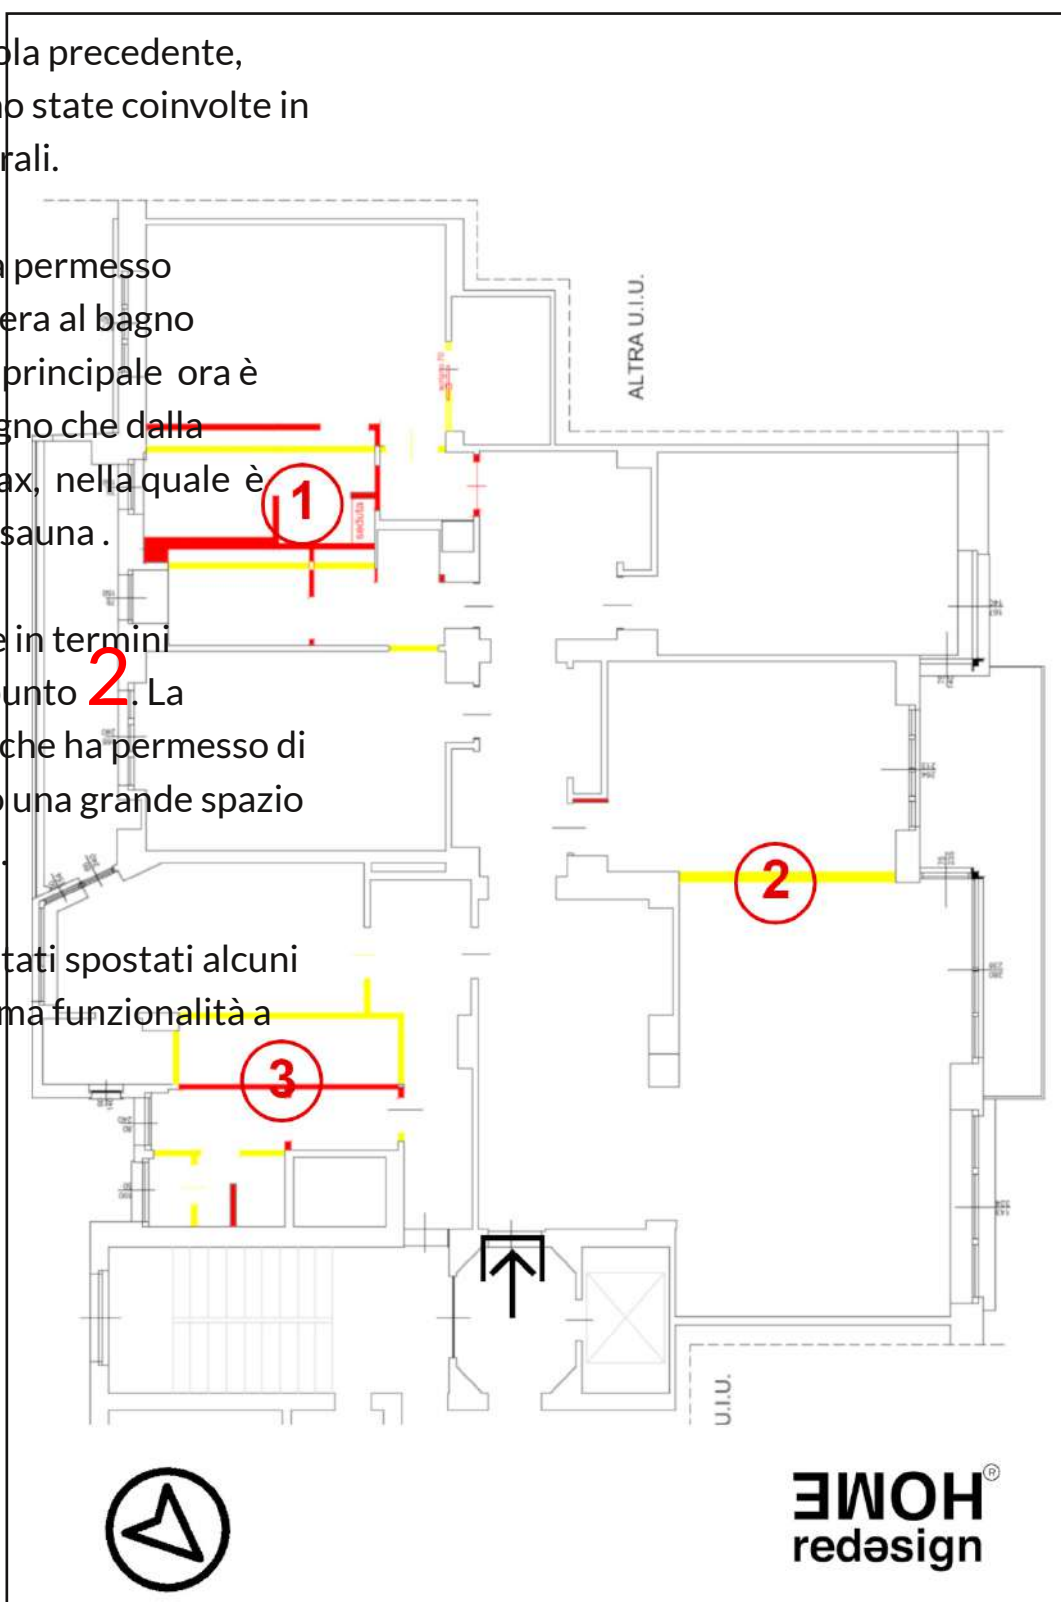 ola precedente,
no state coinvolte in
rali.
a permesso
era al bagno
principale ora è
gno che dalla
ax, nella quale è
sauna .
e in termini
unto 2. La
che ha permesso di
o una grande spazio
.
tati spostati alcuni
ma funzionalità a
ALTRA U.I.U.
1
seduta
2
3
U.I.U.
HOME®
redesign